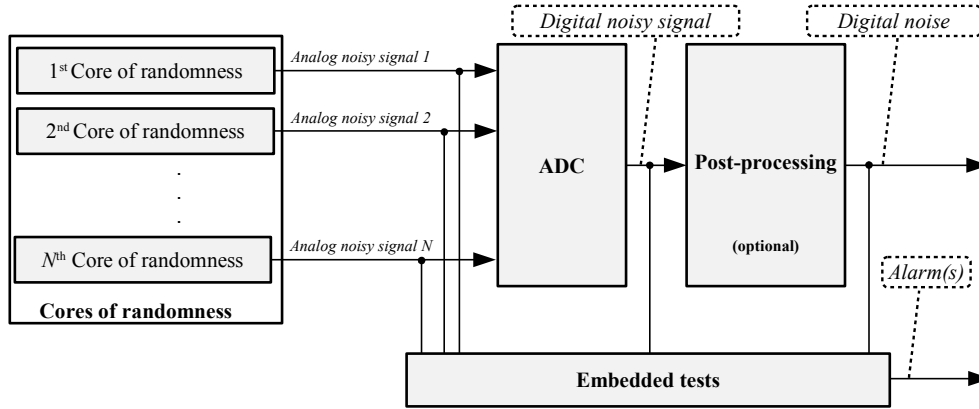 Digital noisy signal
Digital noise
1st Core of randomness
Analog noisy signal 1
2nd Core of randomness
Analog noisy signal 2
ADC
Post-processing
(optional)
.
.
.
Nth Core of randomness
Analog noisy signal N
Cores of randomness
Alarm(s)
Embedded tests